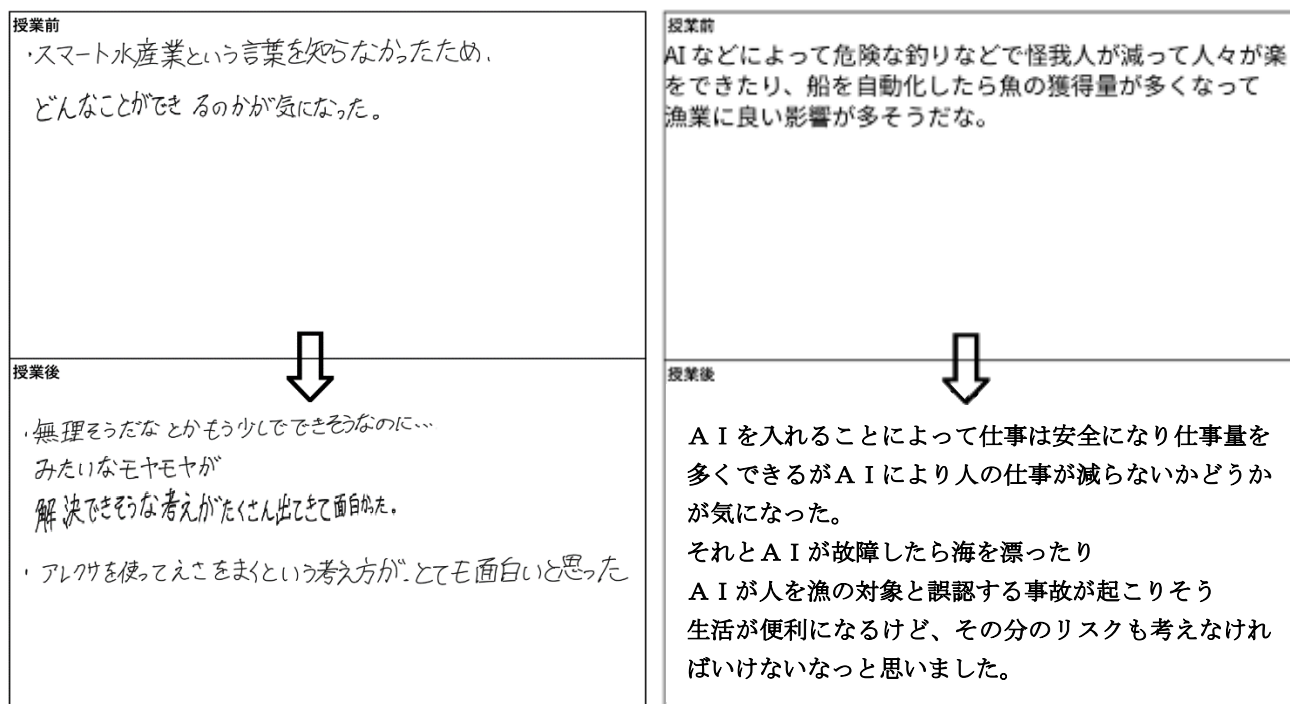 授業前
・スマート水産業という言葉を知らなかったため、
どんなことができるのかが気になった。
授業後
・無理そうだなとかもう少しでできそうなのに…
みたいなモヤモヤが
解決できそうな考えがたくさん出てきて面白かった。
・アレクサを使ってえさをまくという考え方が、とても面白いと思った
授業前
AIなどによって危険な釣りなどで怪我人が減って人々が楽
をできたり、船を自動化したら魚の獲得量が多くなって
漁業に良い影響が多そうだな。
授業後
ＡＩを入れることによって仕事は安全になり仕事量を
多くできるがＡＩにより人の仕事が減らないかどうか
が気になった。
それとＡＩが故障したら海を漂ったり
ＡＩが人を漁の対象と誤認する事故が起こりそう
生活が便利になるけど、その分のリスクも考えなけれ
ばいけないなっと思いました。